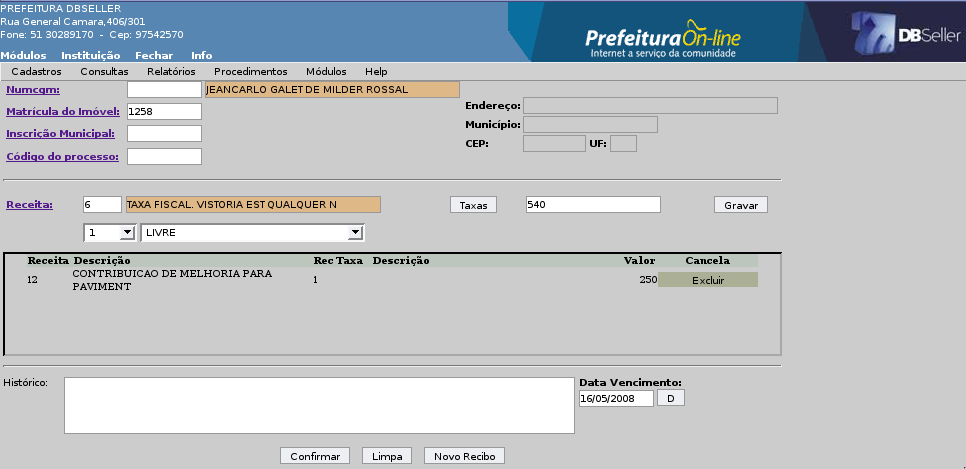 PREFEITURA DBSELLER
Rua General Camara,406/301
Fone: 51 30289170 - Cep: 97542570
Prefeitura On-line
Internet a serviço da comunidade
DBSeller
Módulos Instituição Fechar Info
Cadastros Consultas Relatórios Procedimentos Módulos Help
Numcgm: JEANCARLO GALET DE MILDER ROSSAL
Endereço:
Matrícula do Imóvel: 1258
Município:
Inscrição Municipal:
CEP: UF:
Código do processo:
Receita: 6 TAXA FISCAL. VISTORIA EST QUALQUER N Taxas 540 Gravar
1 LIVRE
Receita Descrição Rec Taxa Descrição Valor Cancela
12 CONTRIBUICAO DE MELHORIA PARA PAVIMENT 1 250 Excluir
Histórico:
Data Vencimento:
16/05/2008 D
Confirmar Limpa Novo Recibo